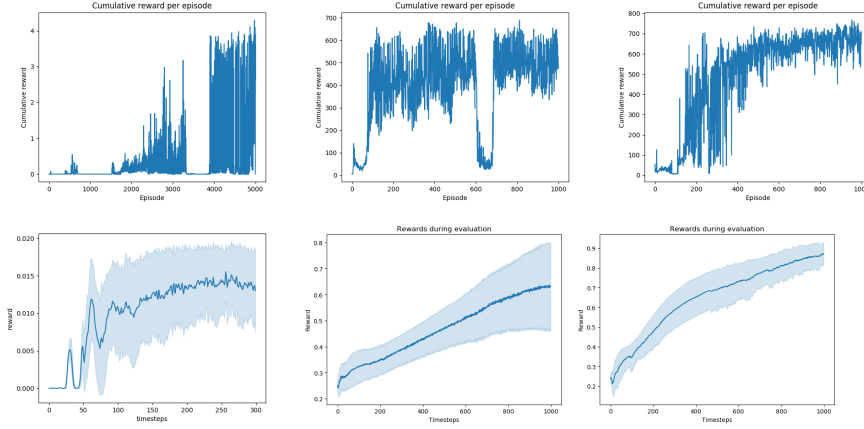 Cumulative reward per episode
Cumulative reward
4
3
2
1
0
0 1000 2000 3000 4000 5000
Episode
Cumulative reward per episode
Cumulative reward
700
600
500
400
300
200
100
0
0 200 400 600 800 1000
Episode
Cumulative reward per episode
Cumulative reward
800
700
600
500
400
300
200
100
0
0 200 400 600 800 1000
Episode
reward
0.020
0.015
0.010
0.005
0.000
0 50 100 150 200 250 300
timesteps
Rewards during evaluation
Reward
0.8
0.7
0.6
0.5
0.4
0.3
0.2
0 200 400 600 800 1000
Timesteps
Rewards during evaluation
Reward
0.9
0.8
0.7
0.6
0.5
0.4
0.3
0.2
0 200 400 600 800 1000
Timesteps